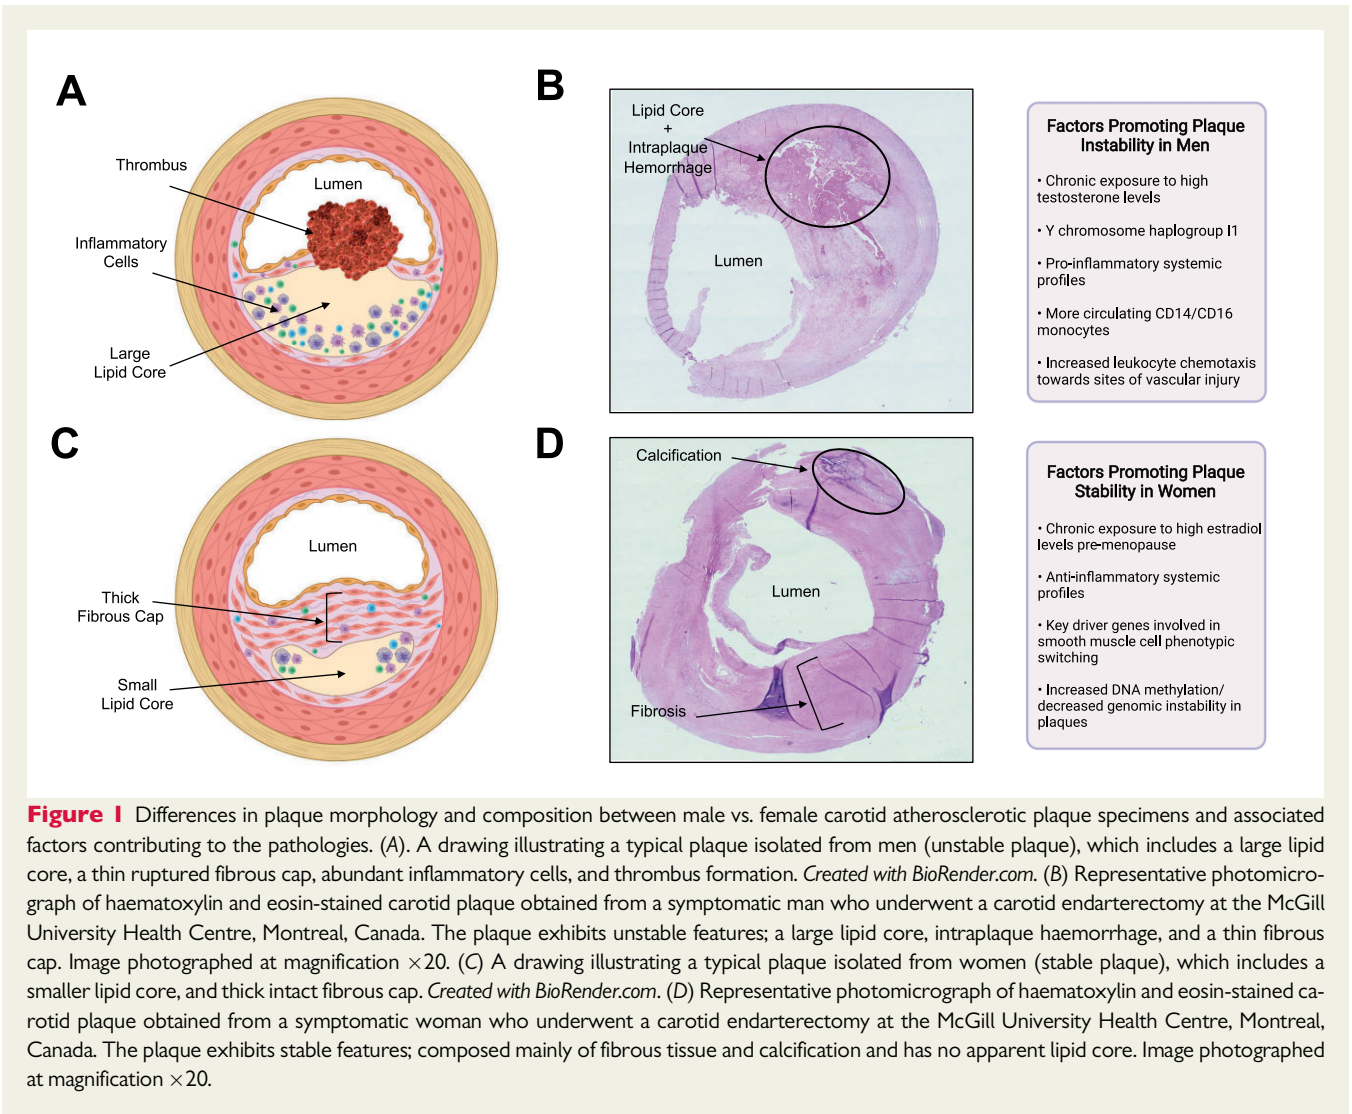 A
Thrombus
Lumen
Inflammatory
Cells
Large
Lipid Core
B
Lipid Core
+
Intraplaque
Hemorrhage
Lumen
Factors Promoting Plaque
Instability in Men
• Chronic exposure to high
testosterone levels
• Y chromosome haplogroup I1
• Pro-inflammatory systemic
profiles
• More circulating CD14/CD16
monocytes
• Increased leukocyte chemotaxis
towards sites of vascular injury
C
Lumen
Thick
Fibrous Cap
Small
Lipid Core
D
Calcification
Lumen
Fibrosis
Factors Promoting Plaque
Stability in Women
• Chronic exposure to high estradiol
levels pre-menopause
• Anti-inflammatory systemic
profiles
• Key driver genes involved in
smooth muscle cell phenotypic
switching
• Increased DNA methylation/
decreased genomic instability in
plaques
Figure 1 Differences in plaque morphology and composition between male vs. female carotid atherosclerotic plaque specimens and associated
factors contributing to the pathologies. (A). A drawing illustrating a typical plaque isolated from men (unstable plaque), which includes a large lipid
core, a thin ruptured fibrous cap, abundant inflammatory cells, and thrombus formation. Created with BioRender.com. (B) Representative photomicro-
graph of haematoxylin and eosin-stained carotid plaque obtained from a symptomatic man who underwent a carotid endarterectomy at the McGill
University Health Centre, Montreal, Canada. The plaque exhibits unstable features; a large lipid core, intraplaque haemorrhage, and a thin fibrous
cap. Image photographed at magnification ×20. (C) A drawing illustrating a typical plaque isolated from women (stable plaque), which includes a
smaller lipid core, and thick intact fibrous cap. Created with BioRender.com. (D) Representative photomicrograph of haematoxylin and eosin-stained ca-
rotid plaque obtained from a symptomatic woman who underwent a carotid endarterectomy at the McGill University Health Centre, Montreal,
Canada. The plaque exhibits stable features; composed mainly of fibrous tissue and calcification and has no apparent lipid core. Image photographed
at magnification ×20.